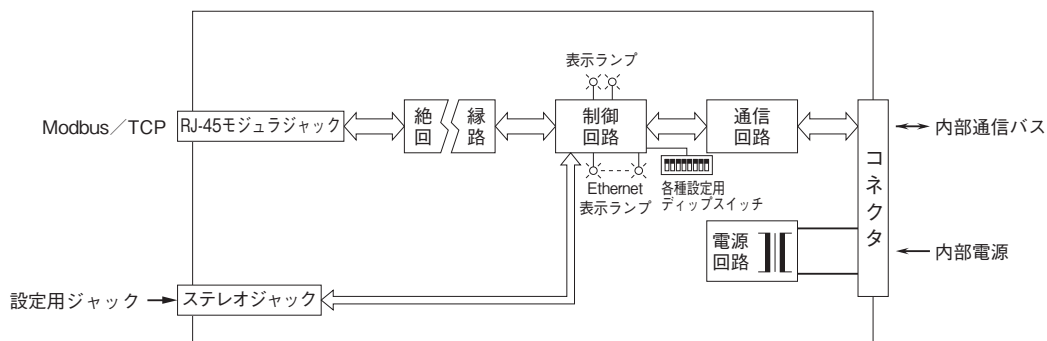 表示ランプ
Modbus／TCP
RJ-45モジュラジャック
絶 縁
回 路
制御
回路
通信
回路
コネクタ
内部通信バス
Ethernet
表示ランプ
各種設定用
ディップスイッチ
電源
回路
内部電源
設定用ジャック
ステレオジャック